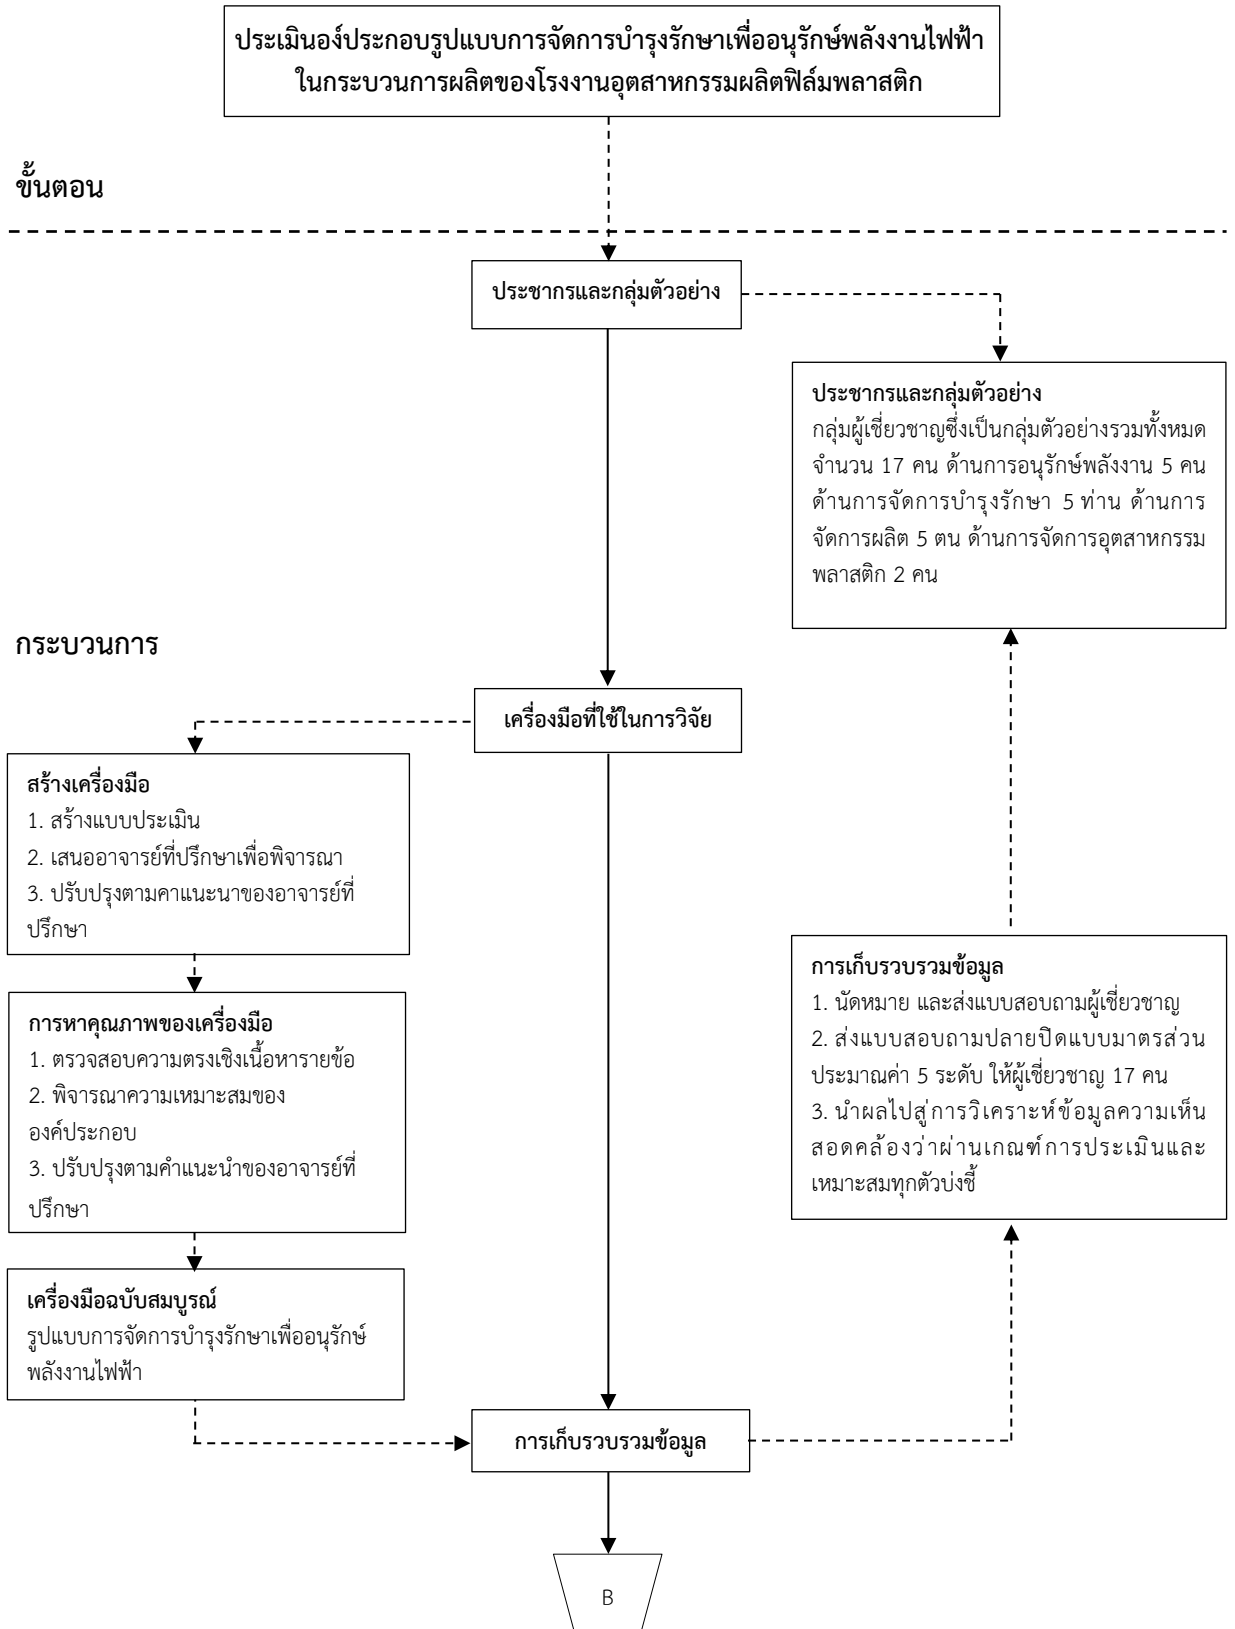 ประเมินอง์ประกอบรูปแบบการจัดการบำรุงรักษาเพื่ออนุรักษ์พลังงานไฟฟ้า
ในกระบวนการผลิตของโรงงานอุตสาหกรรมผลิตฟิล์มพลาสติก
ขั้นตอน
ประชากรและกลุ่มตัวอย่าง
ประชากรและกลุ่มตัวอย่าง
กลุ่มผู้เชี่ยวชาญซึ่งเป็นกลุ่มตัวอย่างรวมทั้งหมด
จำนวน 17 คน ด้านการอนุรักษ์พลังงาน 5 คน
ด้านการจัดการบำรุงรักษา 5 ท่าน ด้านการ
จัดการผลิต 5 ตน ด้านการจัดการอุตสาหกรรม
พลาสติก 2 คน
กระบวนการ
เครื่องมือที่ใช้ในการวิจัย
สร้างเครื่องมือ
1. สร้างแบบประเมิน
2. เสนออาจารย์ที่ปรึกษาเพื่อพิจารณา
3. ปรับปรุงตามคาแนะนาของอาจารย์ที่
ปรึกษา
การหาคุณภาพของเครื่องมือ
1. ตรวจสอบความตรงเชิงเนื้อหารายข้อ
2. พิจารณาความเหมาะสมของ
องค์ประกอบ
3. ปรับปรุงตามคำแนะนำของอาจารย์ที่
ปรึกษา
การเก็บรวบรวมข้อมูล
1. นัดหมาย และส่งแบบสอบถามผู้เชี่ยวชาญ
2. ส่งแบบสอบถามปลายปิดแบบมาตรส่วน
ประมาณค่า 5 ระดับ ให้ผู้เชี่ยวชาญ 17 คน
3. นำผลไปสู่การวิเคราะห์ข้อมูลความเห็น
สอดคล้องว่าผ่านเกณฑ์การประเมินและ
เหมาะสมทุกตัวบ่งชี้
เครื่องมือฉบับสมบูรณ์
รูปแบบการจัดการบำรุงรักษาเพื่ออนุรักษ์
พลังงานไฟฟ้า
การเก็บรวบรวมข้อมูล
B